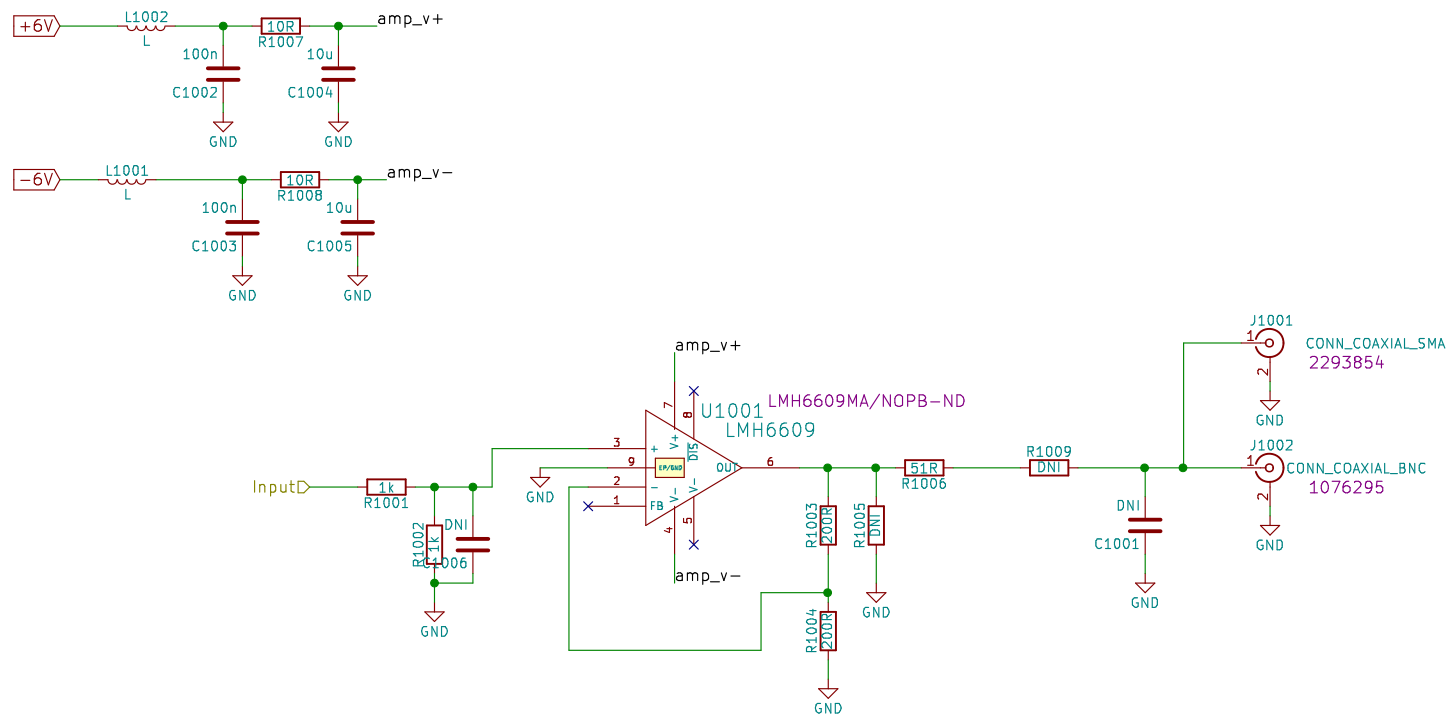 +6V
L1002
L
100n
C1002
GND
10R
R1007
amp_v+
10u
C1004
GND
-6V
L1001
L
100n
C1003
GND
10R
R1008
amp_v-
10u
C1005
GND
Input
1k
R1001
R1002
1k
DNI
C1006
GND
amp_v+
7
8
U1001
LMH6609MA/NOPB-ND
LMH6609
3
9
2
1
+
EP/GND
-
FB
V+
DIS
OUT
V-
V-
4
5
6
GND
amp_v-
R1003
200R
R1005
DNI
GND
R1004
200R
GND
51R
R1006
R1009
DNI
DNI
C1001
GND
J1001
1
2
CONN_COAXIAL_SMA
2293854
GND
J1002
1
2
CONN_COAXIAL_BNC
1076295
GND